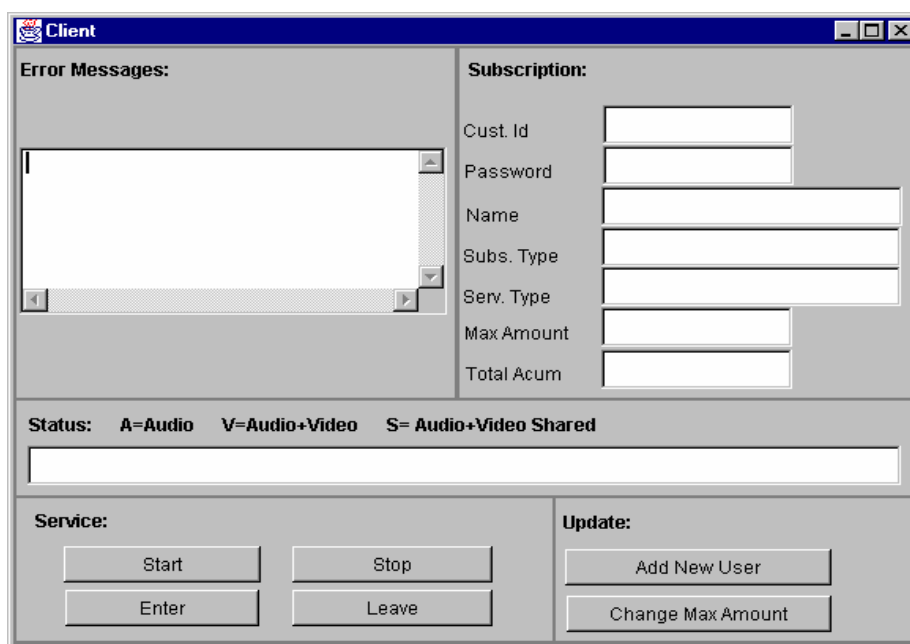 Client
Error Messages:
Subscription:
Cust. Id
Password
Name
Subs. Type
Serv. Type
Max Amount
Total Acum
Status: A=Audio V=Audio+Video S= Audio+Video Shared
Service:
Start
Stop
Enter
Leave
Update:
Add New User
Change Max Amount